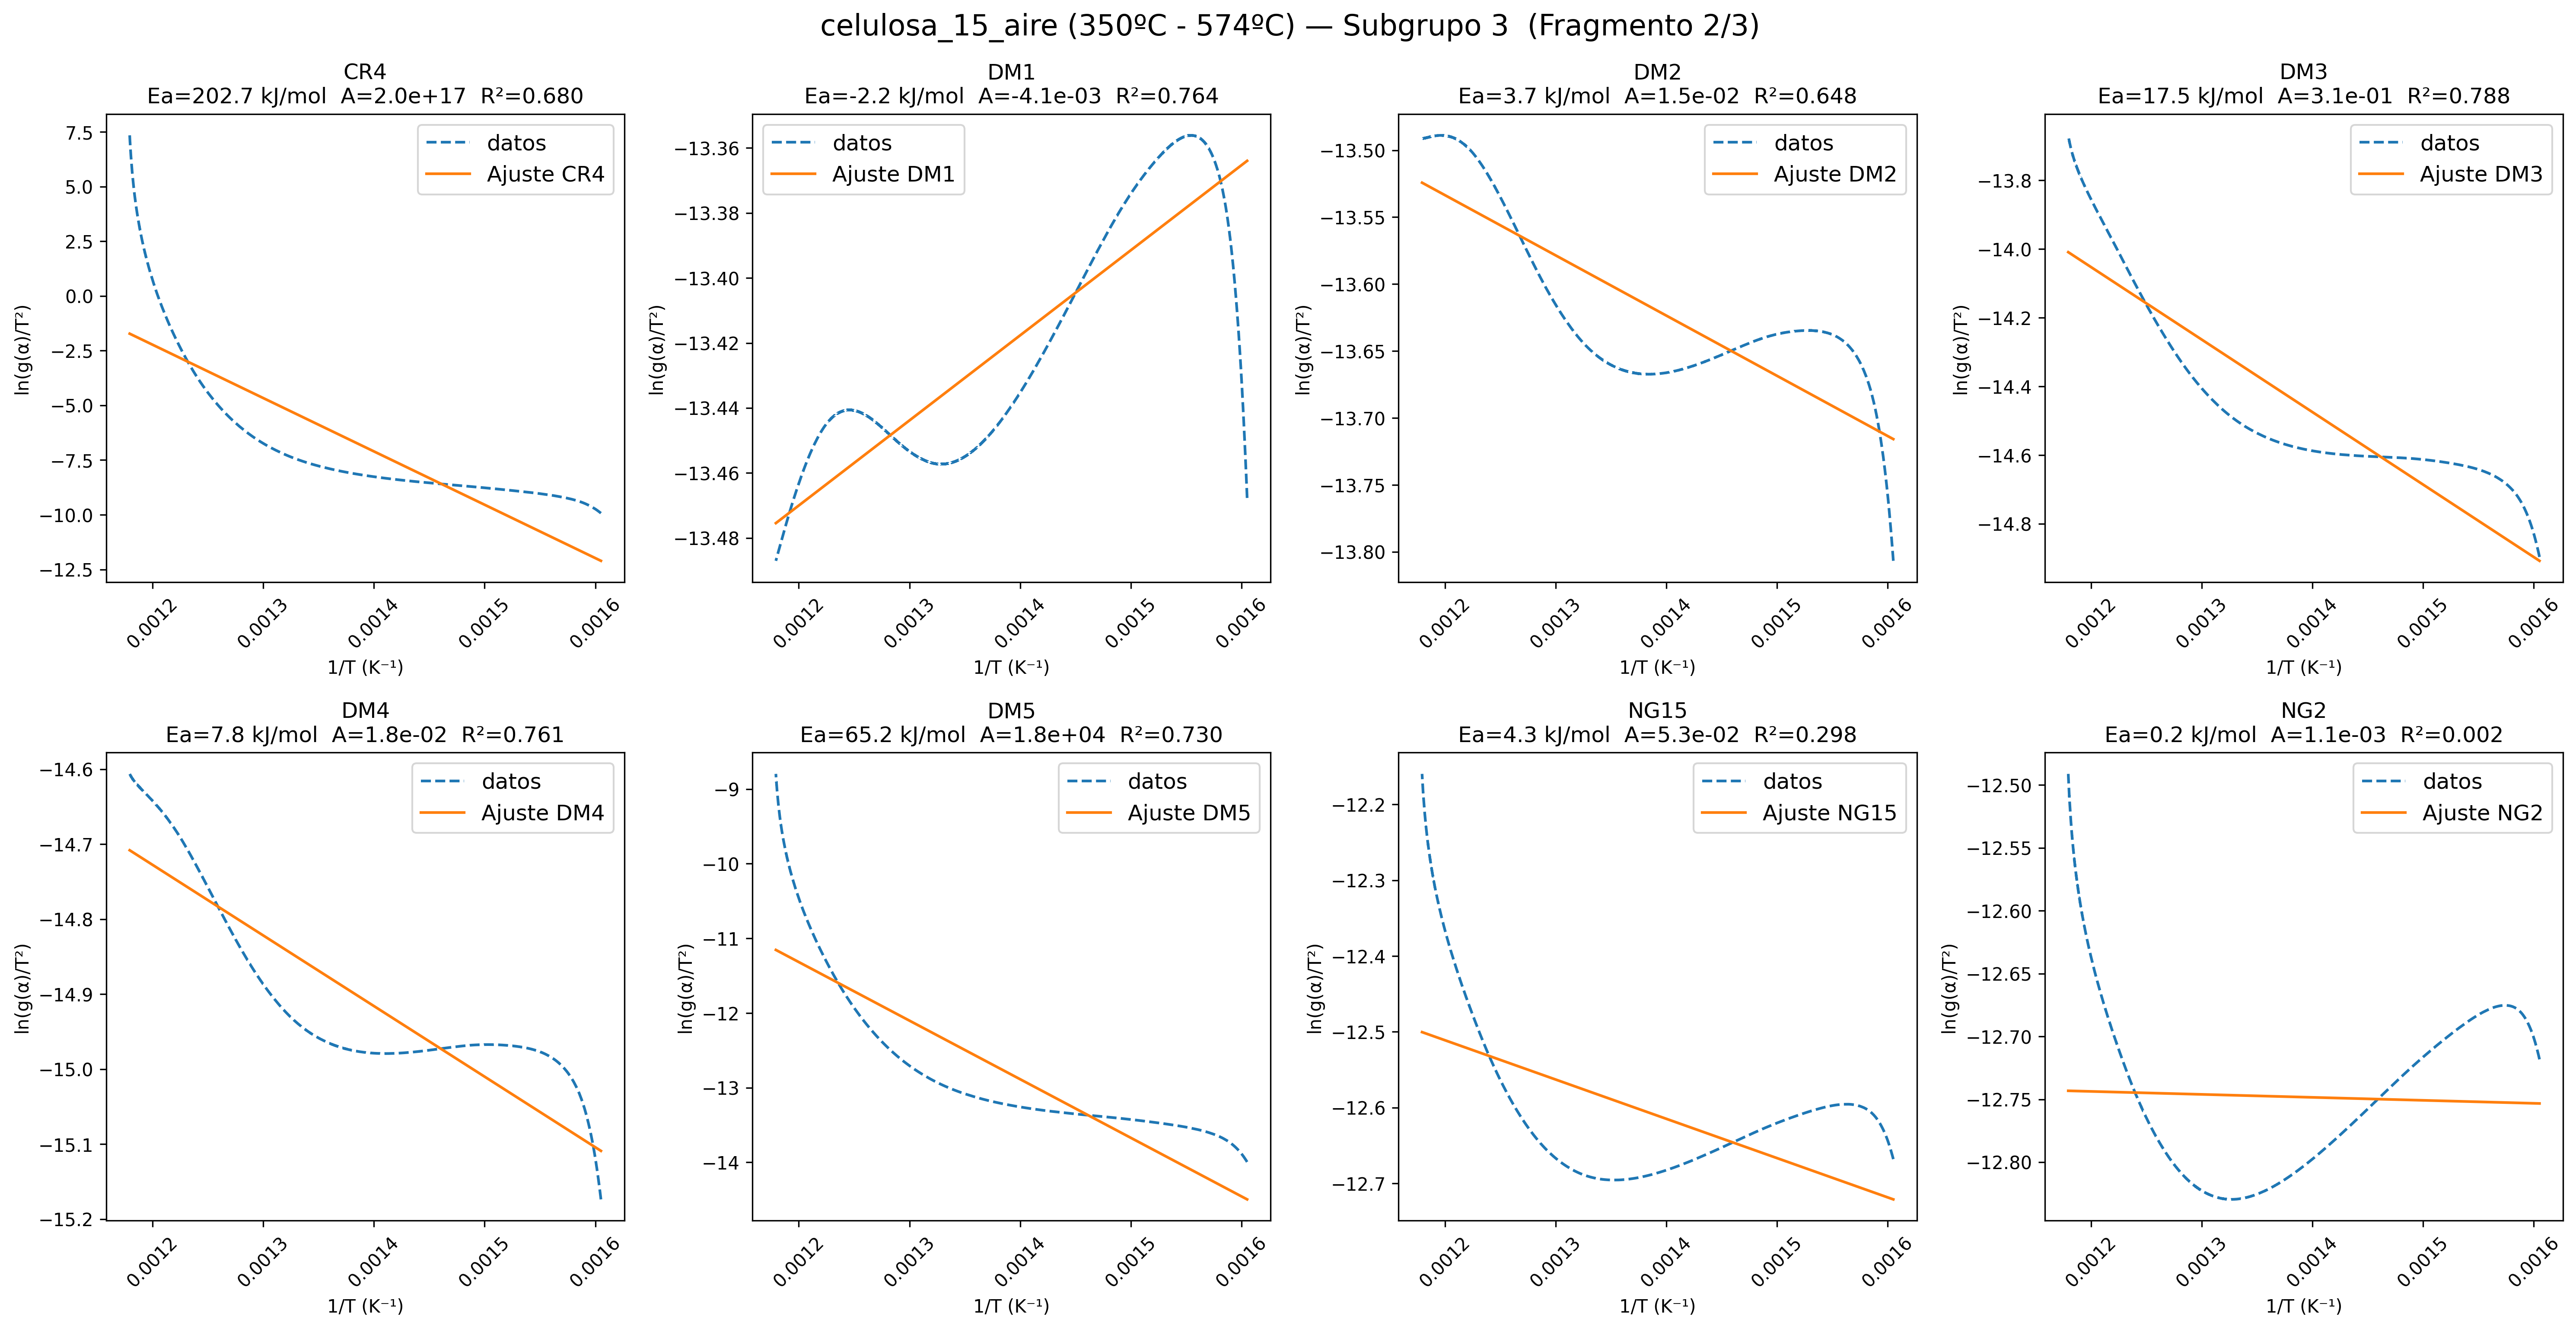 celulosa_15_aire (350ºC - 574ºC) — Subgrupo 3  (Fragmento 2/3)
CR4
Ea=202.7 kJ/mol  A=2.0e+17  R²=0.680
7.5
5.0
2.5
0.0
−2.5
−5.0
−7.5
−10.0
−12.5
ln(g(α)/T²)
datos
Ajuste CR4
0.0012
0.0013
0.0014
0.0015
0.0016
1/T (K⁻¹)
DM1
Ea=-2.2 kJ/mol  A=-4.1e-03  R²=0.764
−13.36
−13.38
−13.40
−13.42
−13.44
−13.46
−13.48
ln(g(α)/T²)
datos
Ajuste DM1
0.0012
0.0013
0.0014
0.0015
0.0016
1/T (K⁻¹)
DM2
Ea=3.7 kJ/mol  A=1.5e-02  R²=0.648
−13.50
−13.55
−13.60
−13.65
−13.70
−13.75
−13.80
ln(g(α)/T²)
datos
Ajuste DM2
0.0012
0.0013
0.0014
0.0015
0.0016
1/T (K⁻¹)
DM3
Ea=17.5 kJ/mol  A=3.1e-01  R²=0.788
−13.8
−14.0
−14.2
−14.4
−14.6
−14.8
ln(g(α)/T²)
datos
Ajuste DM3
0.0012
0.0013
0.0014
0.0015
0.0016
1/T (K⁻¹)
DM4
Ea=7.8 kJ/mol  A=1.8e-02  R²=0.761
−14.6
−14.7
−14.8
−14.9
−15.0
−15.1
−15.2
ln(g(α)/T²)
datos
Ajuste DM4
0.0012
0.0013
0.0014
0.0015
0.0016
1/T (K⁻¹)
DM5
Ea=65.2 kJ/mol  A=1.8e+04  R²=0.730
−9
−10
−11
−12
−13
−14
ln(g(α)/T²)
datos
Ajuste DM5
0.0012
0.0013
0.0014
0.0015
0.0016
1/T (K⁻¹)
NG15
Ea=4.3 kJ/mol  A=5.3e-02  R²=0.298
−12.2
−12.3
−12.4
−12.5
−12.6
−12.7
ln(g(α)/T²)
datos
Ajuste NG15
0.0012
0.0013
0.0014
0.0015
0.0016
1/T (K⁻¹)
NG2
Ea=0.2 kJ/mol  A=1.1e-03  R²=0.002
−12.50
−12.55
−12.60
−12.65
−12.70
−12.75
−12.80
ln(g(α)/T²)
datos
Ajuste NG2
0.0012
0.0013
0.0014
0.0015
0.0016
1/T (K⁻¹)